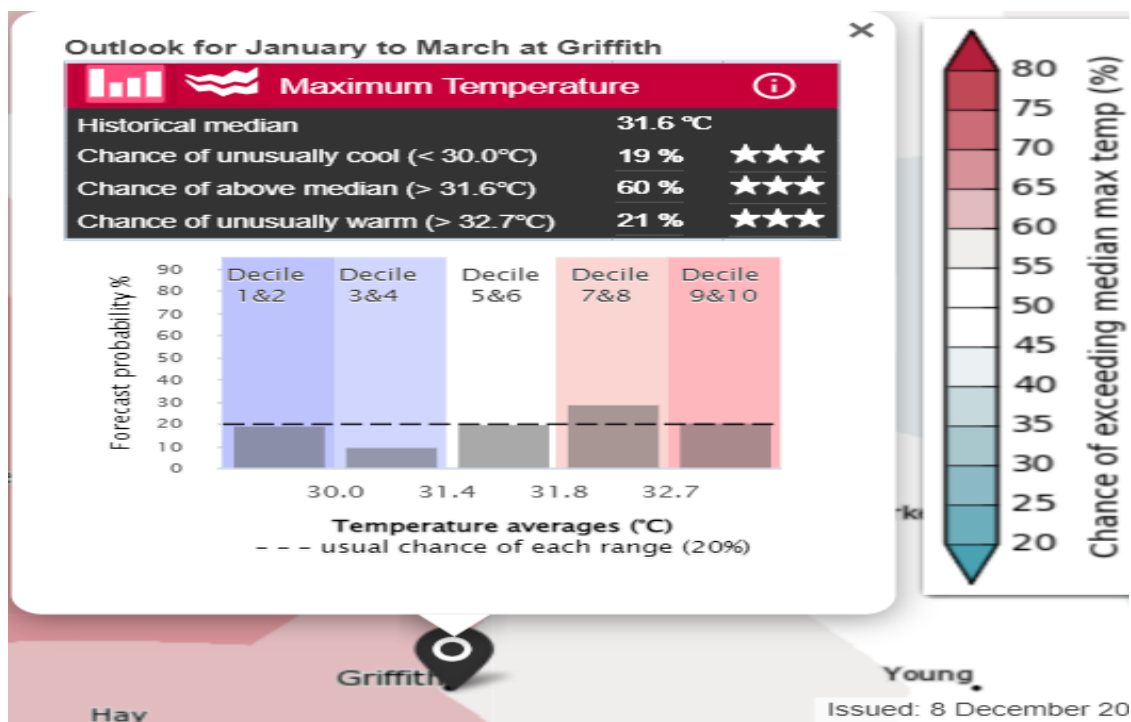 Outlook for January to March at Griffith
Maximum Temperature
Historical median 31.6 °C
Chance of unusually cool (< 30.0°C) 19 % ★★★
Chance of above median (> 31.6°C) 60 % ★★★
Chance of unusually warm (> 32.7°C) 21 % ★★★
Forecast probability %
90
80
70
60
50
40
30
20
10
0
Decile 1&2
Decile 3&4
Decile 5&6
Decile 7&8
Decile 9&10
30.0 31.4 31.8 32.7
Temperature averages (°C)
--- usual chance of each range (20%)
80
75
70
65
60
55
50
45
40
35
30
25
20
Chance of exceeding median max temp (%)
Griffith
Young
Hay
Issued: 8 December 20